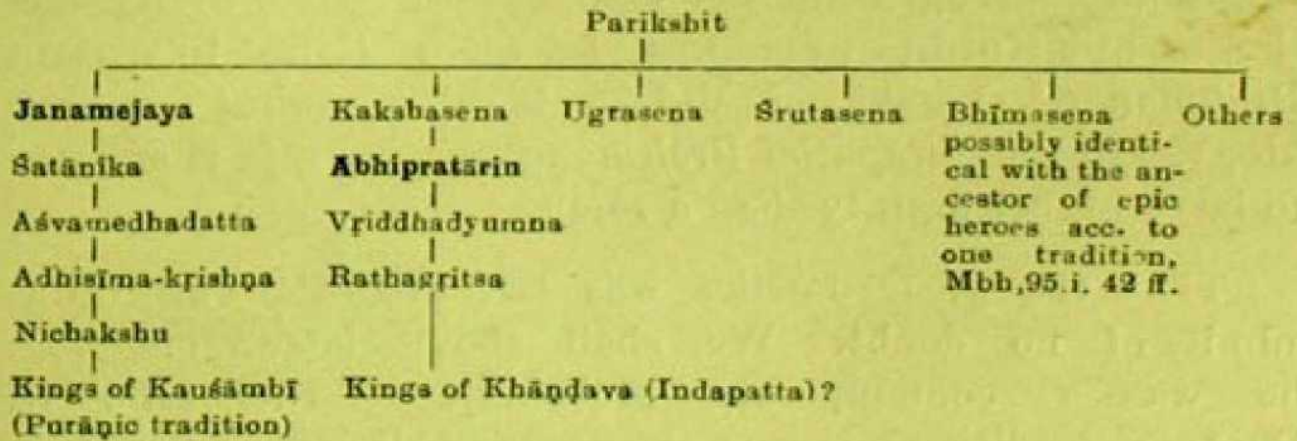 Parikshit
Janamejaya Kakshasena Ugrasena Śrutasena Bhīmasena Others
possibly identi-
Śatānīka Abhipratārin cal with the an-
cestor of epic
Aśvamedhadatta Vṛiddhadyumna heroes acc. to
one tradition,
Adhisīma-kṛishṇa Rathagṛitsa Mbh,95.i. 42 ff.
Nichakshu
Kings of Kauśāmbī Kings of Khāṇḍava (Indapatta)?
(Purāṇic tradition)